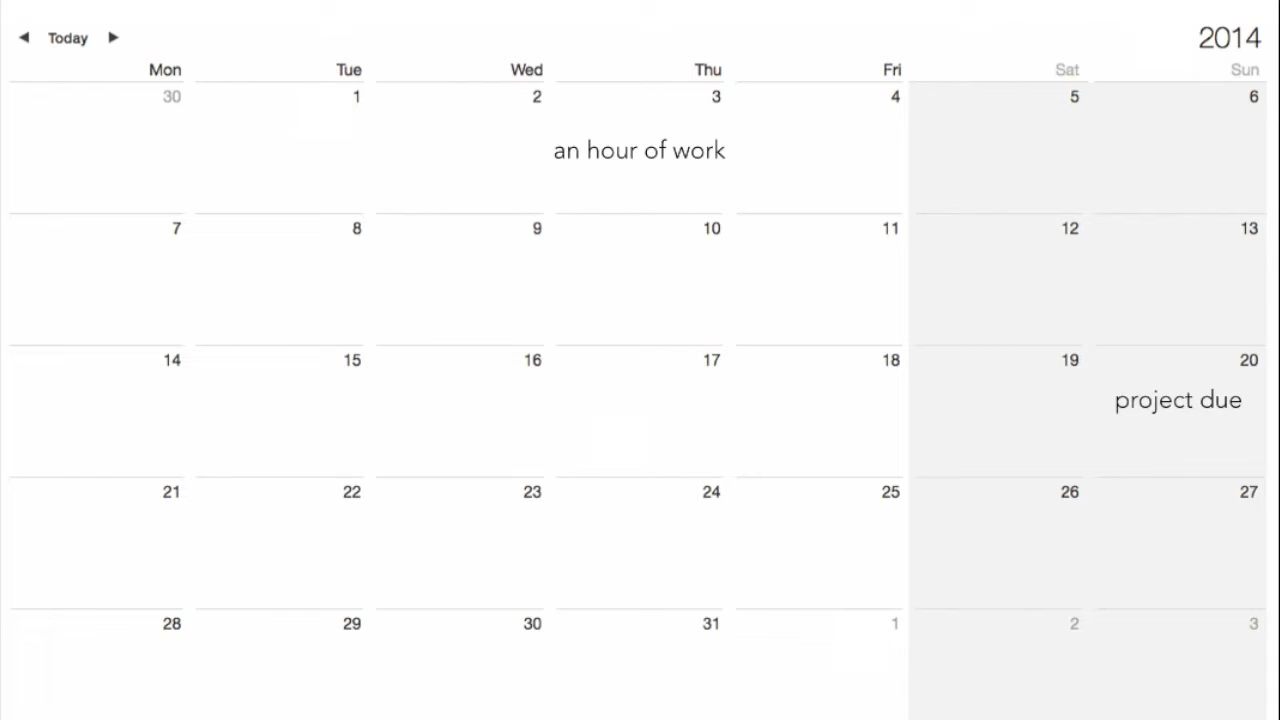 ◀ Today ▶ 2014
Mon Tue Wed Thu Fri Sat Sun
30 1 2 3 4 5 6
an hour of work
7 8 9 10 11 12 13
14 15 16 17 18 19 20
project due
21 22 23 24 25 26 27
28 29 30 31 1 2 3